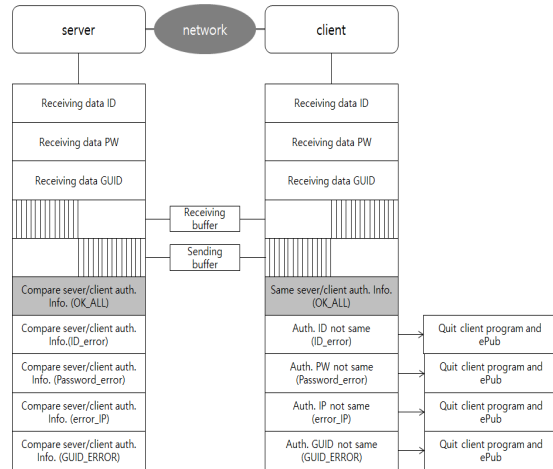 server
network
client
Receiving data ID
Receiving data ID
Receiving data PW
Receiving data PW
Receiving data GUID
Receiving data GUID
Receiving
buffer
Sending
buffer
Compare sever/client auth.
Info. (OK_ALL)
Same sever/client auth. Info.
(OK_ALL)
Compare sever/client auth.
Info.(ID_error)
Auth. ID not same
(ID_error)
Quit client program and
ePub
Compare sever/client auth.
Info. (Password_error)
Auth. PW not same
(Password_error)
Quit client program and
ePub
Compare sever/client auth.
Info. (error_IP)
Auth. IP not same
(error_IP)
Quit client program and
ePub
Compare sever/client auth.
Info. (GUID_ERROR)
Auth. GUID not same
(GUID_ERROR)
Quit client program and
ePub